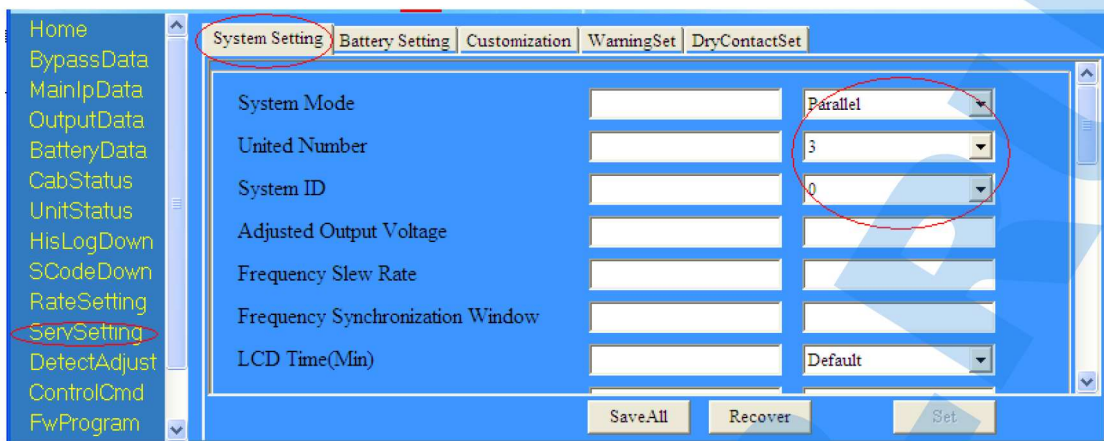 Home
BypassData
MainIpData
OutputData
BatteryData
CabStatus
UnitStatus
HisLogDown
SCodeDown
RateSetting
ServSetting
DetectAdjust
ControlCmd
FwProgram
System Setting Battery Setting Customization WarningSet DryContactSet
System Mode Parallel
United Number 3
System ID 0
Adjusted Output Voltage
Frequency Slew Rate
Frequency Synchronization Window
LCD Time(Min) Default
SaveAll Recover Set